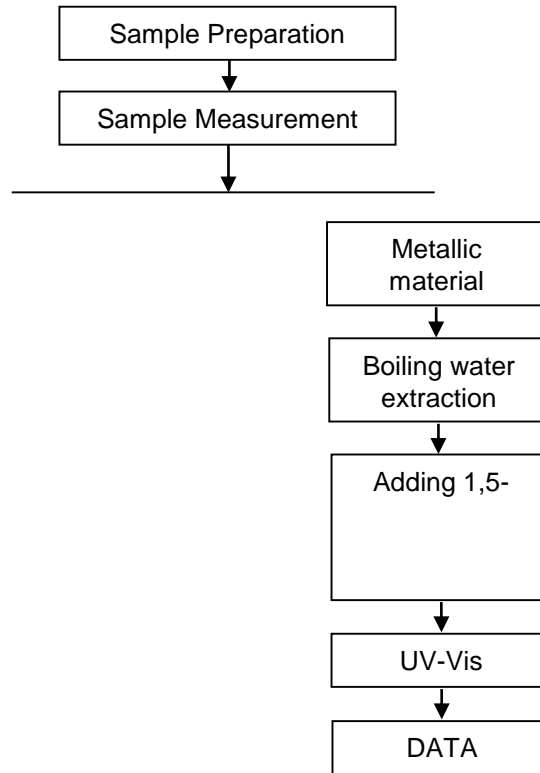 Sample Preparation
Sample Measurement
Metallic
material
Boiling water
extraction
Adding 1,5-
UV-Vis
DATA